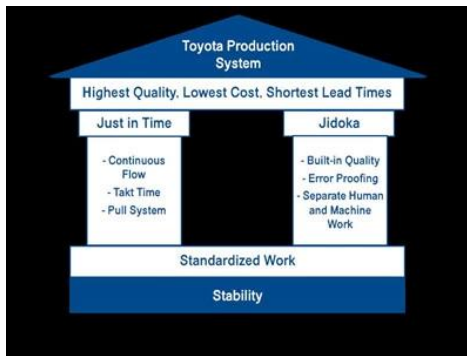 Toyota Production
System
Highest Quality, Lowest Cost, Shortest Lead Times
Just in Time
Jidoka
- Continuous
Flow
- Takt Time
- Pull System
- Built-in Quality
- Error Proofing
- Separate Human
and Machine
Work
Standardized Work
Stability